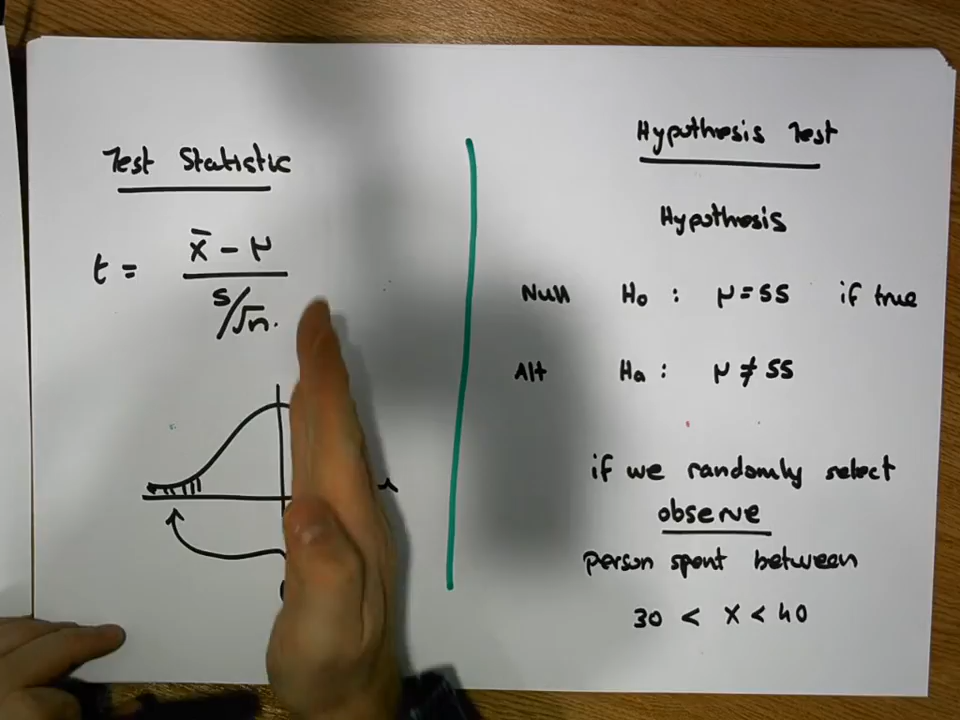 Test Statistic
t = x̄ - μ
s/√n.
Hypothesis Test
Hypothesis
Null H₀ : μ = 55 if true
Alt Ha : μ ≠ 55
if we randomly select
observe
person spent between
30 < x < 40